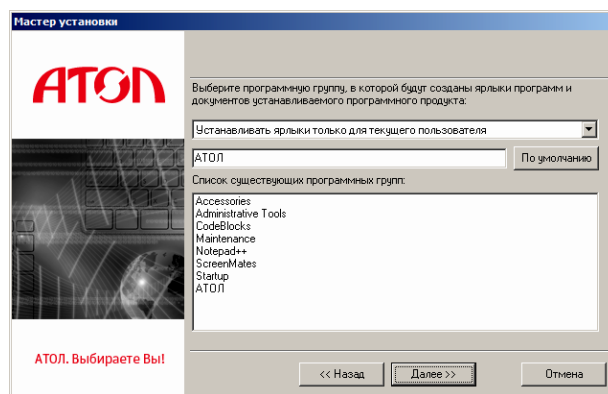 Мастер установки
АТОЛ
Выберите программную группу, в которой будут созданы ярлыки программ и
документов устанавливаемого программного продукта:
Устанавливать ярлыки только для текущего пользователя
АТОЛ
По умолчанию
Список существующих программных групп:
Accessories
Administrative Tools
CodeBlocks
Maintenance
Notepad++
ScreenMates
Startup
АТОЛ
АТОЛ. Выбираете Вы!
<< Назад
Далее >>
Отмена